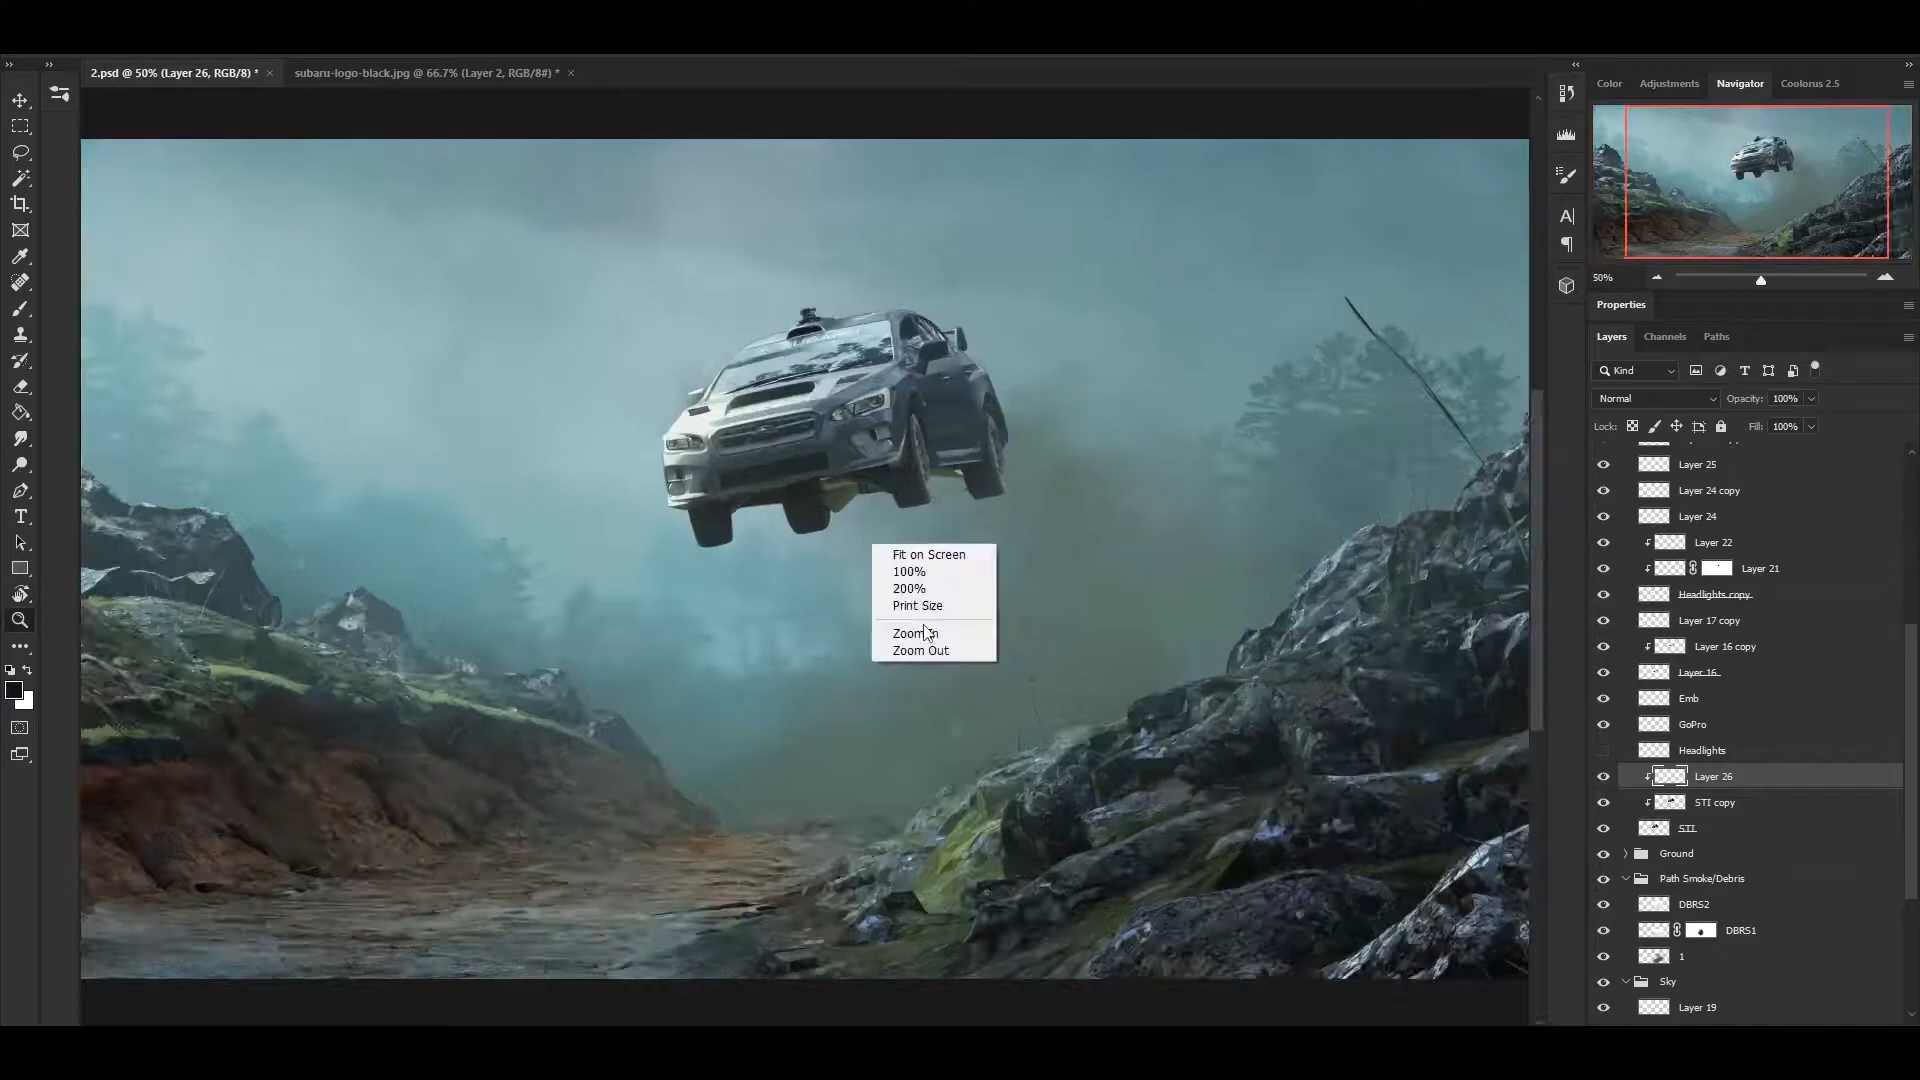 2.psd @ 50% (Layer 26, RGB/8) *
subaru-logo-black.jpg @ 66.7% (Layer 2, RGB/8#) *
Color
Adjustments
Navigator
Coolorus 2.5
50%
Properties
Layers
Channels
Paths
Kind
Normal
Opacity: 100%
Lock:
Fill: 100%
Layer 25
Layer 24 copy
Layer 24
Layer 22
Layer 21
Headlights copy
Layer 17 copy
Layer 16 copy
Layer 16
Emb
GoPro
Headlights
Layer 26
STI copy
STI
Ground
Path Smoke/Debris
DBRS2
DBRS1
1
Sky
Layer 19
Fit on Screen
100%
200%
Print Size
Zoom In
Zoom Out
SUBARU